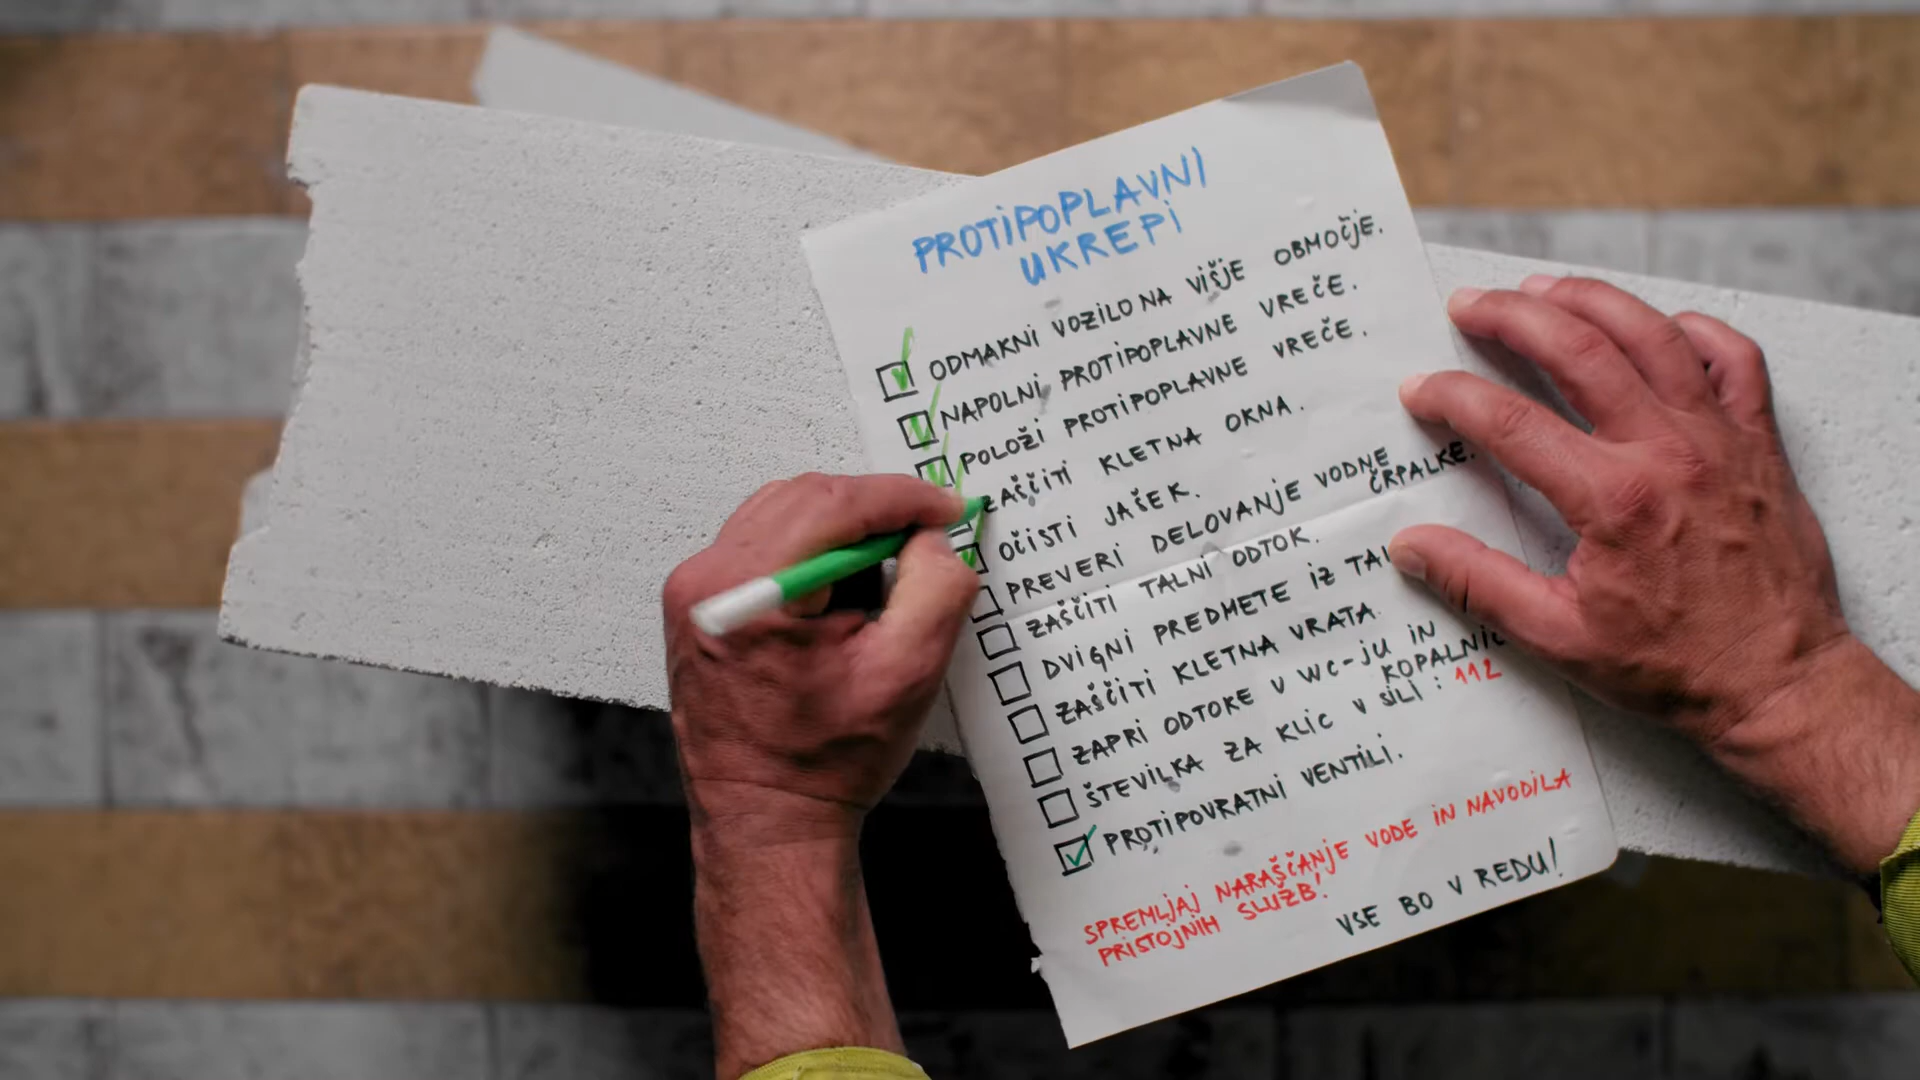 PROTIPOPLAVNI
UKREPI
ODMAKNI VOZILO NA VIŠJE OBMOČJE.
NAPOLNI PROTIPOPLAVNE VREČE.
POLOŽI PROTIPOPLAVNE VREČE.
ZAŠČITI KLETNA OKNA.
OČISTI JAŠEK.
PREVERI DELOVANJE VODNE
ČRPALKE.
ZAŠČITI TALNI ODTOK.
DVIGNI PREDMETE IZ
ZAŠČITI KLETNA VRATA.
ZAPRI ODTOKE V WC-JU IN
ŠTEVILKA ZA KLIC V SILI: 112
PROTIPOVRATNI VENTILI.
SPREMLJAJ NARAŠČANJE VODE IN NAVODILA
PRISTOJNIH SLUŽB!
VSE BO V REDU!